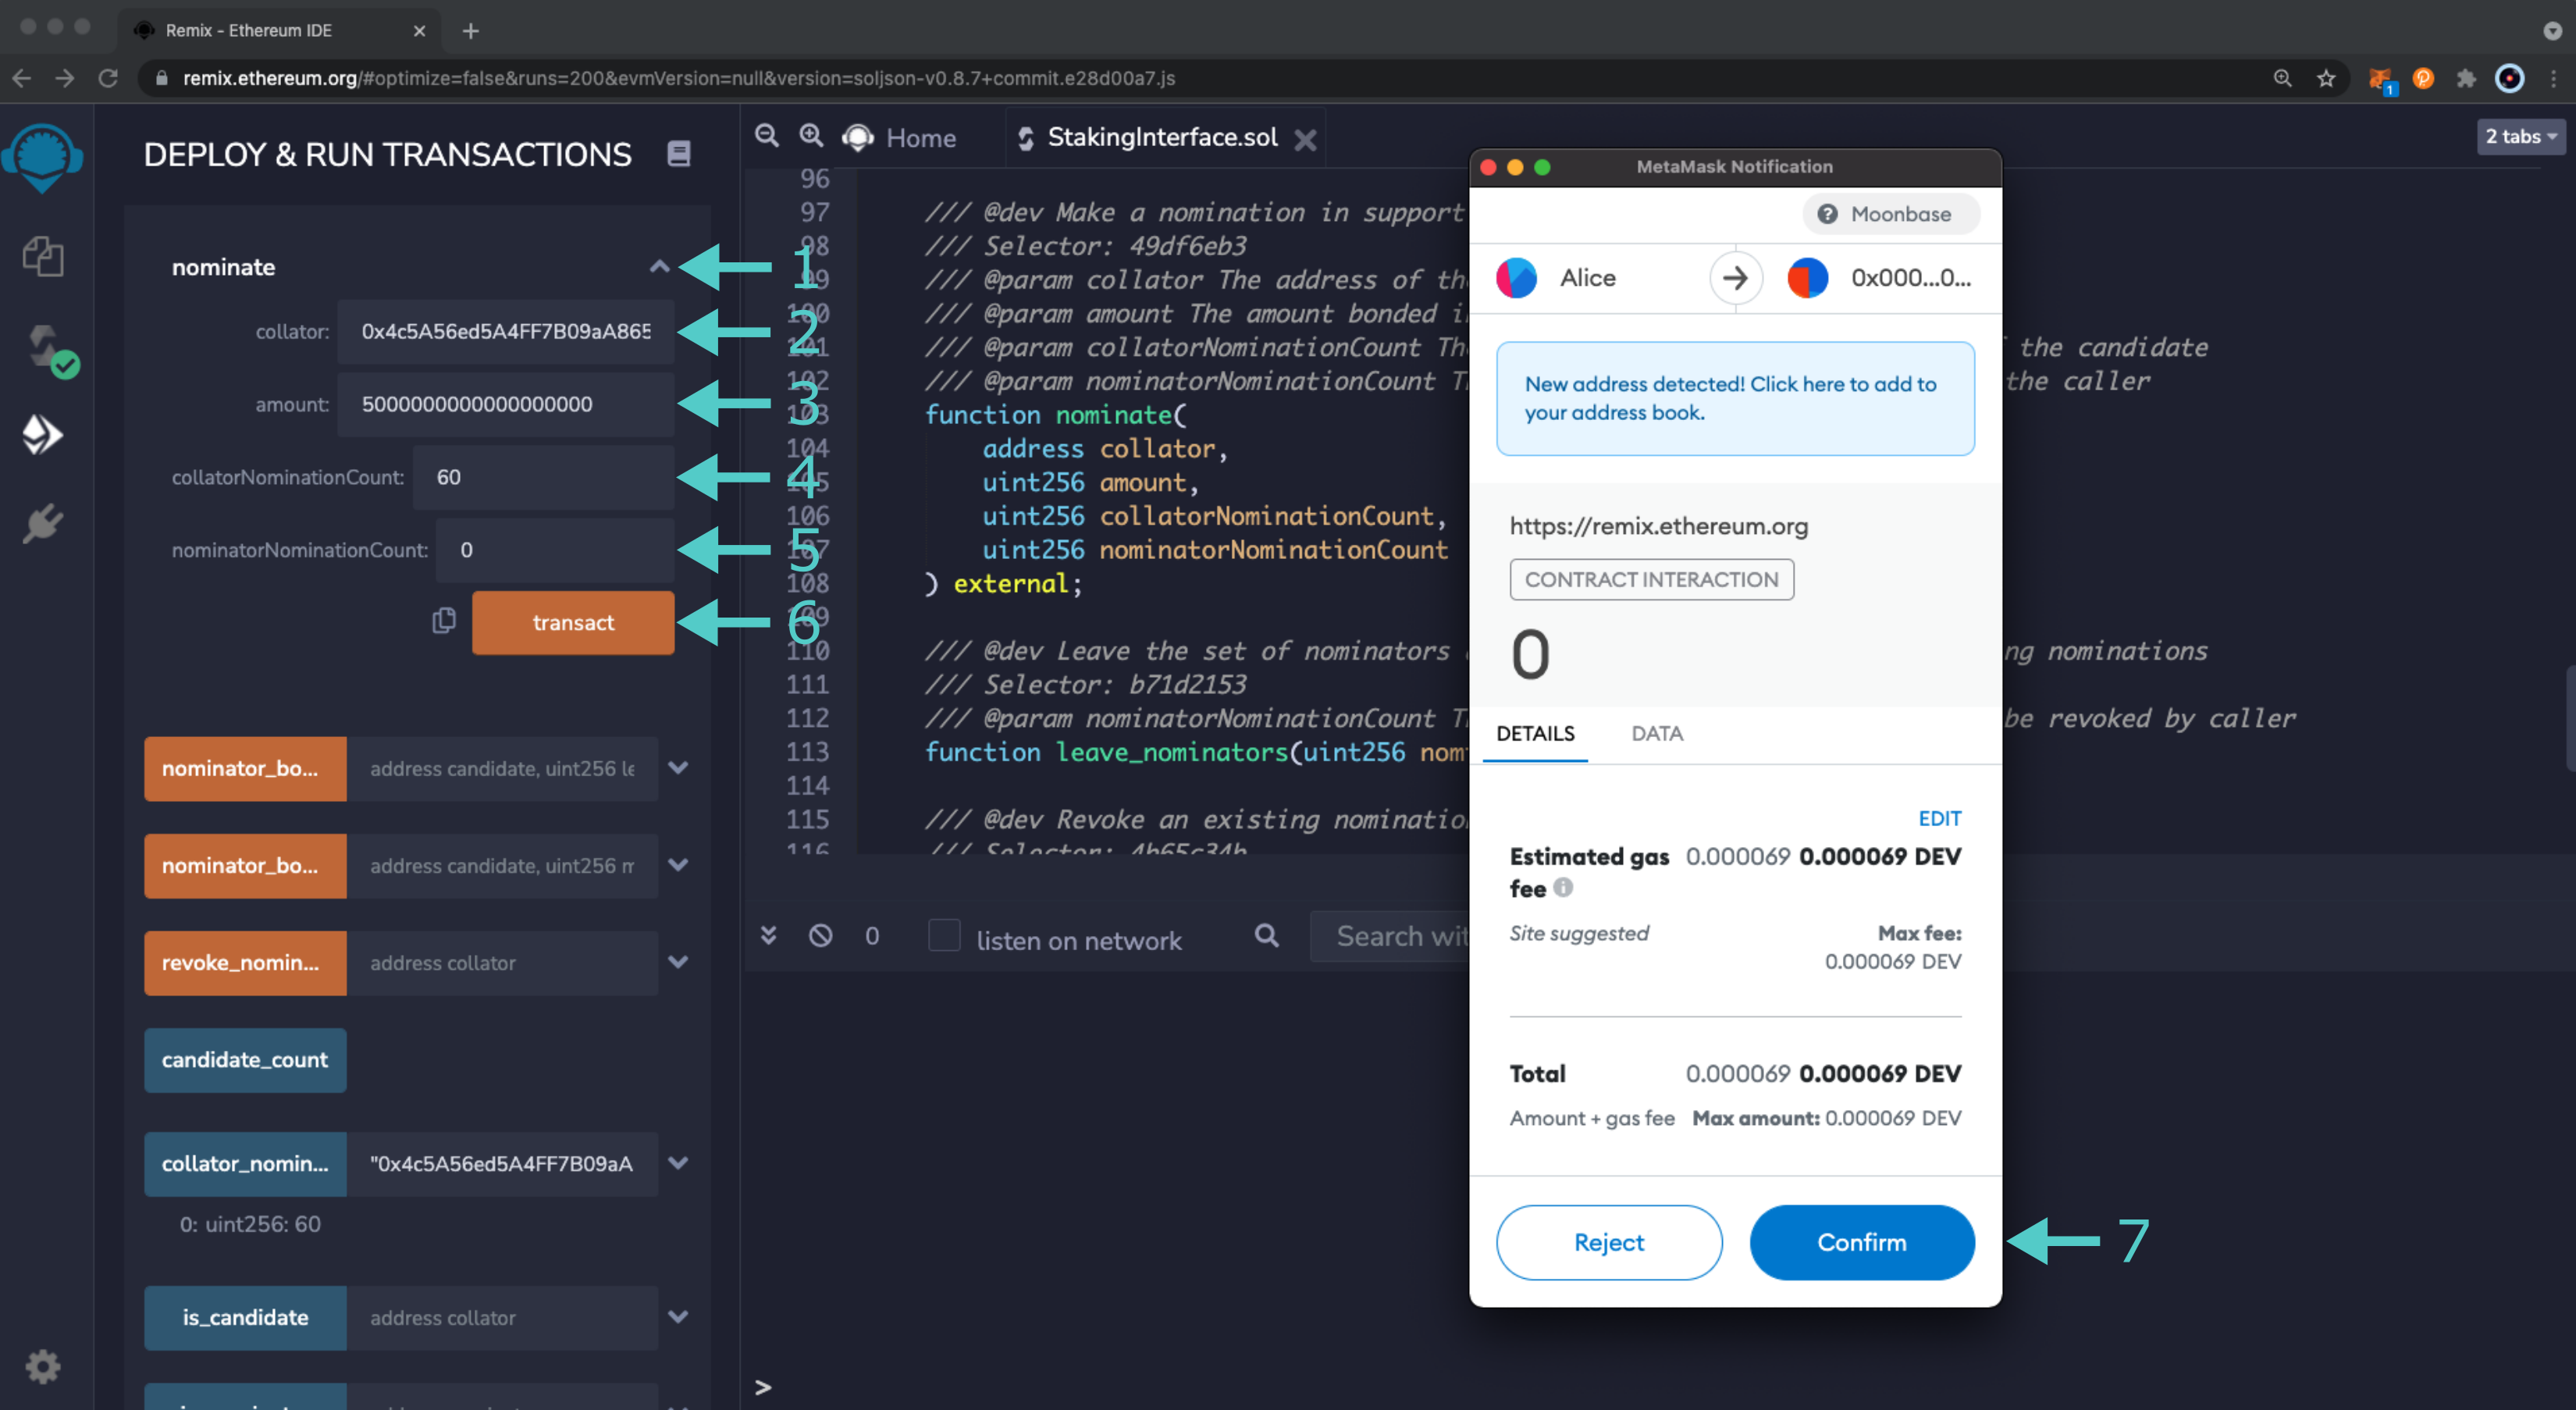 Remix - Ethereum IDE
remix.ethereum.org/#optimize=false&runs=200&evmVersion=null&version=soljson-v0.8.7+commit.e28d00a7.js
1
DEPLOY & RUN TRANSACTIONS
nominate
1
collator: 0x4c5A56ed5A4FF7B09aA865
2
amount: 5000000000000000000
3
collatorNominationCount: 60
4
nominatorNominationCount: 0
5
transact
6
nominator_bo... address candidate, uint256 le
nominator_bo... address candidate, uint256 m
revoke_nomin... address collator
candidate_count
collator_nomin... "0x4c5A56ed5A4FF7B09aA
0: uint256: 60
is_candidate address collator
Home
StakingInterface.sol
2 tabs
96
97 /// @dev Make a nomination in support
98 /// Selector: 49df6eb3
99 /// @param collator The address of th
100 /// @param amount The amount bonded i
101 /// @param collatorNominationCount Th the candidate
102 /// @param nominatorNominationCount T the caller
103 function nominate(
104 address collator,
105 uint256 amount,
106 uint256 collatorNominationCount,
107 uint256 nominatorNominationCount
108 ) external;
109
110 /// @dev Leave the set of nominators ng nominations
111 /// Selector: b71d2153
112 /// @param nominatorNominationCount T be revoked by caller
113 function leave_nominators(uint256 nom
114
115 /// @dev Revoke an existing nominatio
116 /// Selector: 4b65c34b
0
listen on network
Search wit
>
MetaMask Notification
Moonbase
Alice
0x000...0...
New address detected! Click here to add to
your address book.
https://remix.ethereum.org
CONTRACT INTERACTION
0
DETAILS DATA
EDIT
Estimated gas 0.000069 0.000069 DEV
fee
Site suggested Max fee:
0.000069 DEV
Total 0.000069 0.000069 DEV
Amount + gas fee Max amount: 0.000069 DEV
Reject Confirm
7